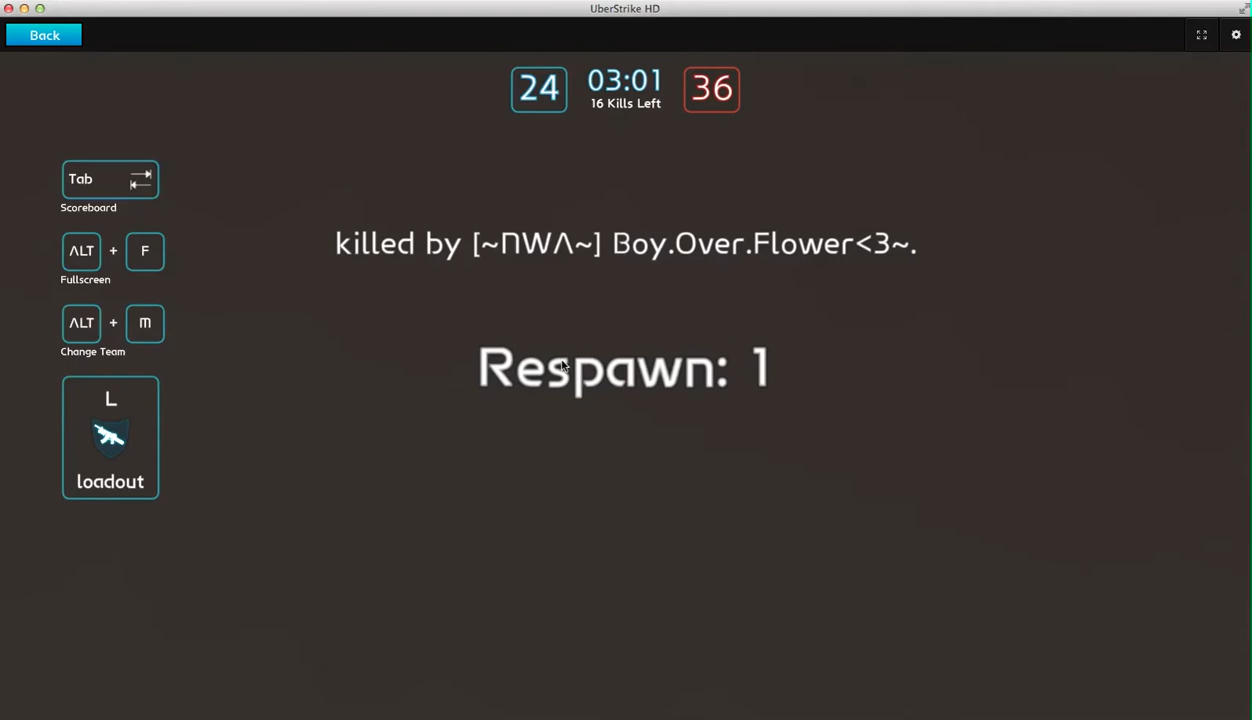 UberStrike HD
Back
24
03:01
36
16 Kills Left
Tab
Scoreboard
killed by [~ΠWΛ~] Boy.Over.Flower<3~.
ΛLT + F
Fullscreen
ΛLT + M
Change Team
Respawn: 1
L
loadout